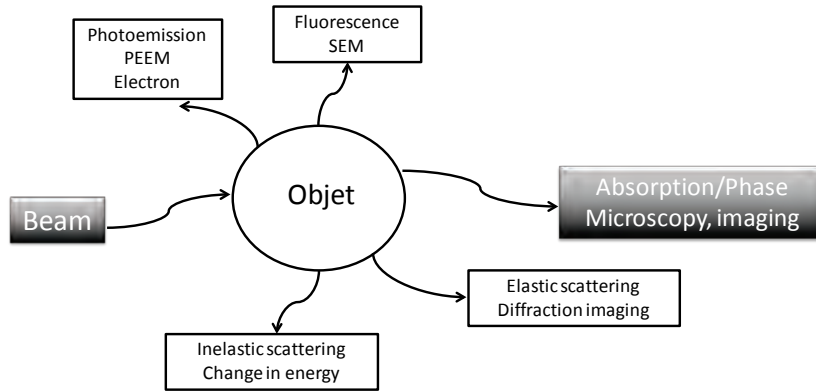 Photoemission
PEEM
Electron
Fluorescence
SEM
Beam
Objet
Absorption/Phase
Microscopy, imaging
Elastic scattering
Diffraction imaging
Inelastic scattering
Change in energy